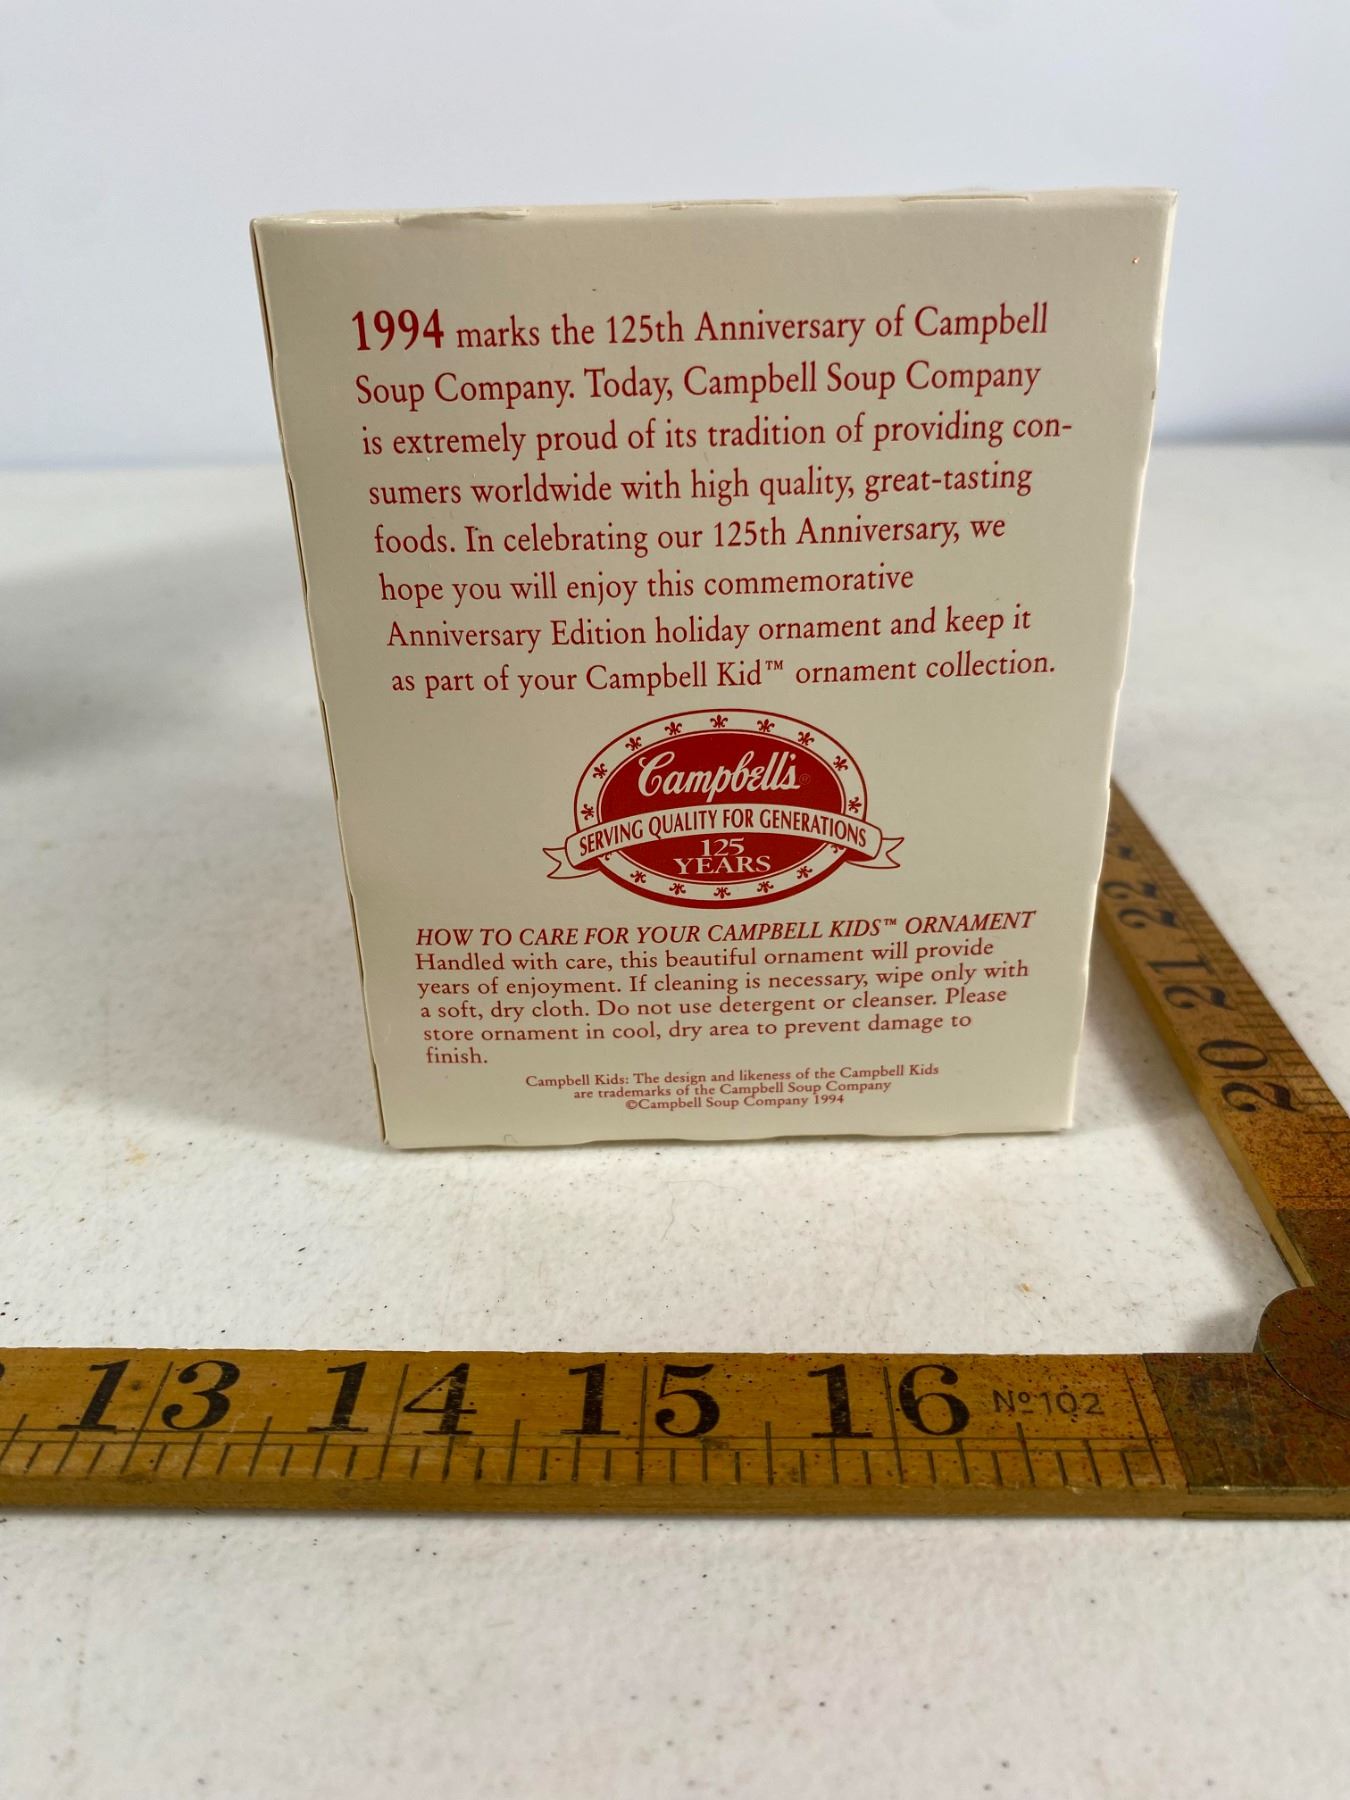 1994 marks the 125th Anniversary of Campbell
Soup Company. Today, Campbell Soup Company
is extremely proud of its tradition of providing con-
sumers worldwide with high quality, great-tasting
foods. In celebrating our 125th Anniversary, we
hope you will enjoy this commemorative
Anniversary Edition holiday ornament and keep it
as part of your Campbell Kid™ ornament collection.
Campbell's®
SERVING QUALITY FOR GENERATIONS
125
YEARS
HOW TO CARE FOR YOUR CAMPBELL KIDS™ ORNAMENT
Handled with care, this beautiful ornament will provide
years of enjoyment. If cleaning is necessary, wipe only with
a soft, dry cloth. Do not use detergent or cleanser. Please
store ornament in cool, dry area to prevent damage to
finish.
Campbell Kids: The design and likeness of the Campbell Kids
are trademarks of the Campbell Soup Company
©Campbell Soup Company 1994
22
21
20
13 14 15 16 No 102